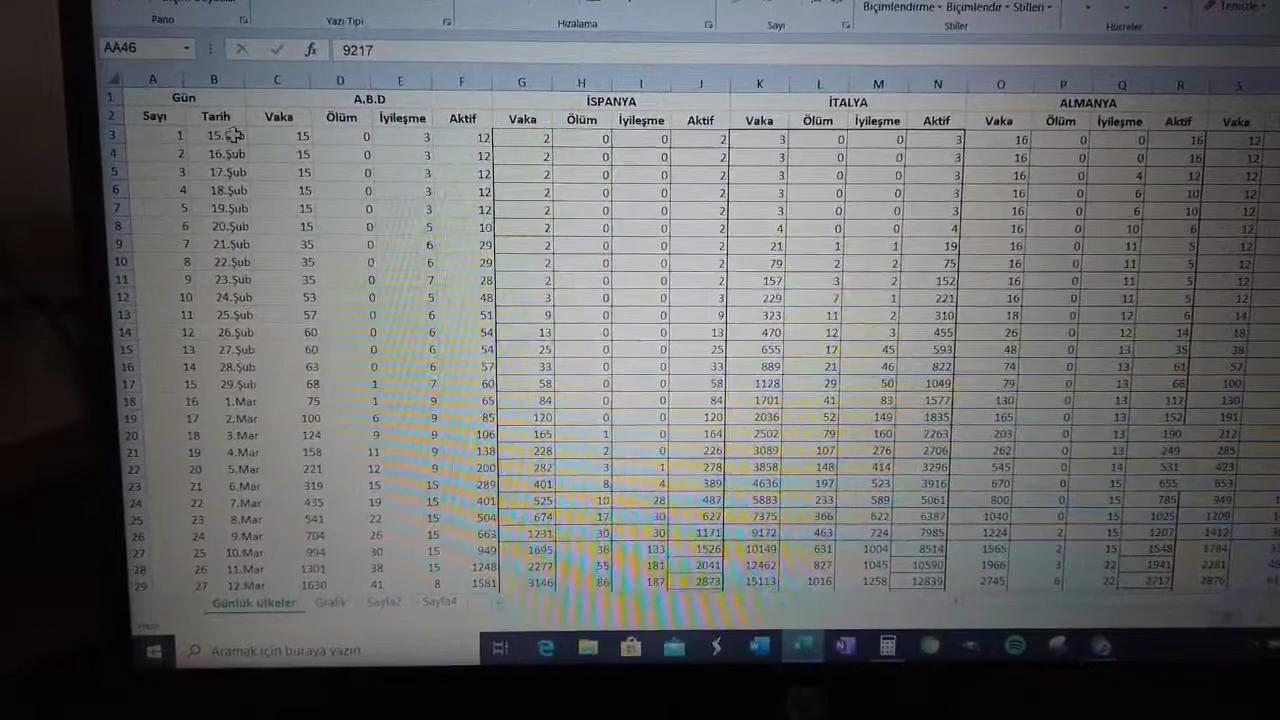 Pano Yazı Tipi Hizalama Sayı Biçimlendirme - Biçimlendir - Stilleri - Stiller Hücreler Temizle
AA46 fx 9217
A B C D E F G H I J K L M N O P Q R S
1 Gün A.B.D İSPANYA İTALYA ALMANYA
2 Sayı Tarih Vaka Ölüm İyileşme Aktif Vaka Ölüm İyileşme Aktif Vaka Ölüm İyileşme Aktif Vaka Ölüm İyileşme Aktif Vaka
3 1 15 0 3 12 2 0 0 2 3 0 0 3 16 0 0 16 12
4 2 16.Şub 15 0 3 12 2 0 0 2 3 0 0 3 16 0 0 16 12
5 3 17.Şub 15 0 3 12 2 0 0 2 3 0 0 3 16 0 4 12 12
6 4 18.Şub 15 0 3 12 2 0 0 2 3 0 0 3 16 0 6 10 12
7 5 19.Şub 15 0 3 12 2 0 0 2 3 0 0 3 16 0 6 10 12
8 6 20.Şub 15 0 5 10 2 0 0 2 4 0 0 4 16 0 10 6 12
9 7 21.Şub 35 0 6 29 2 0 0 2 21 1 1 19 16 0 11 5 12
10 8 22.Şub 35 0 6 29 2 0 0 2 79 2 2 75 16 0 11 5 12
11 9 23.Şub 35 0 7 28 2 0 0 2 157 3 2 152 16 0 11 5 12
12 10 24.Şub 53 0 5 48 3 0 0 3 229 7 1 221 16 0 11 5 12
13 11 25.Şub 57 0 6 51 9 0 0 9 323 11 2 310 18 0 12 6 14
14 12 26.Şub 60 0 6 54 13 0 0 13 470 12 3 455 26 0 12 14 18
15 13 27.Şub 60 0 6 54 25 0 0 25 655 17 45 593 48 0 13 35 38
16 14 28.Şub 63 0 6 57 33 0 0 33 889 21 46 822 74 0 13 61 57
17 15 29.Şub 68 1 7 60 58 0 0 58 1128 29 50 1049 79 0 13 66 100
18 16 1.Mar 75 1 9 65 84 0 0 84 1701 41 83 1577 130 0 13 117 130
19 17 2.Mar 100 6 9 85 120 0 0 120 2036 52 149 1835 165 0 13 152 191
20 18 3.Mar 124 9 9 106 165 1 0 164 2502 79 160 2263 203 0 13 190 212
21 19 4.Mar 158 11 9 138 228 2 0 226 3089 107 276 2706 262 0 13 249 285
22 20 5.Mar 221 12 9 200 282 3 1 278 3858 148 414 3296 545 0 14 531 423
23 21 6.Mar 319 15 15 289 401 8 4 389 4636 197 523 3916 670 0 15 655 653
24 22 7.Mar 435 19 15 401 525 10 28 487 5883 233 589 5061 800 0 15 785 949
25 23 8.Mar 541 22 15 504 674 17 30 627 7375 366 622 6387 1040 0 15 1025 1209
26 24 9.Mar 704 26 15 663 1231 30 30 1171 9172 463 724 7985 1224 2 15 1207 1412
27 25 10.Mar 994 30 15 949 1695 36 133 1526 10149 631 1004 8514 1565 2 15 1548 1784
28 26 11.Mar 1301 38 15 1248 2277 55 181 2041 12462 827 1045 10590 1966 3 22 1941 2281
29 27 12.Mar 1630 41 8 1581 3146 86 187 2873 15113 1016 1258 12839 2745 6 22 2717 2876
Günlük ülkeler Grafik Sayfa2 Sayfa4
Aramak için buraya yazın